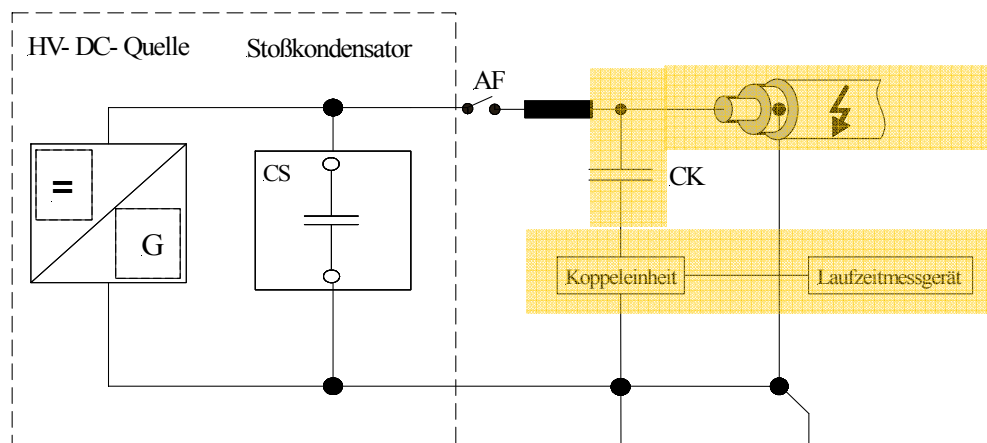 HV- DC- Quelle
Stoßkondensator
AF
CS
=
G
CK
Koppeleinheit
Laufzeitmessgerät